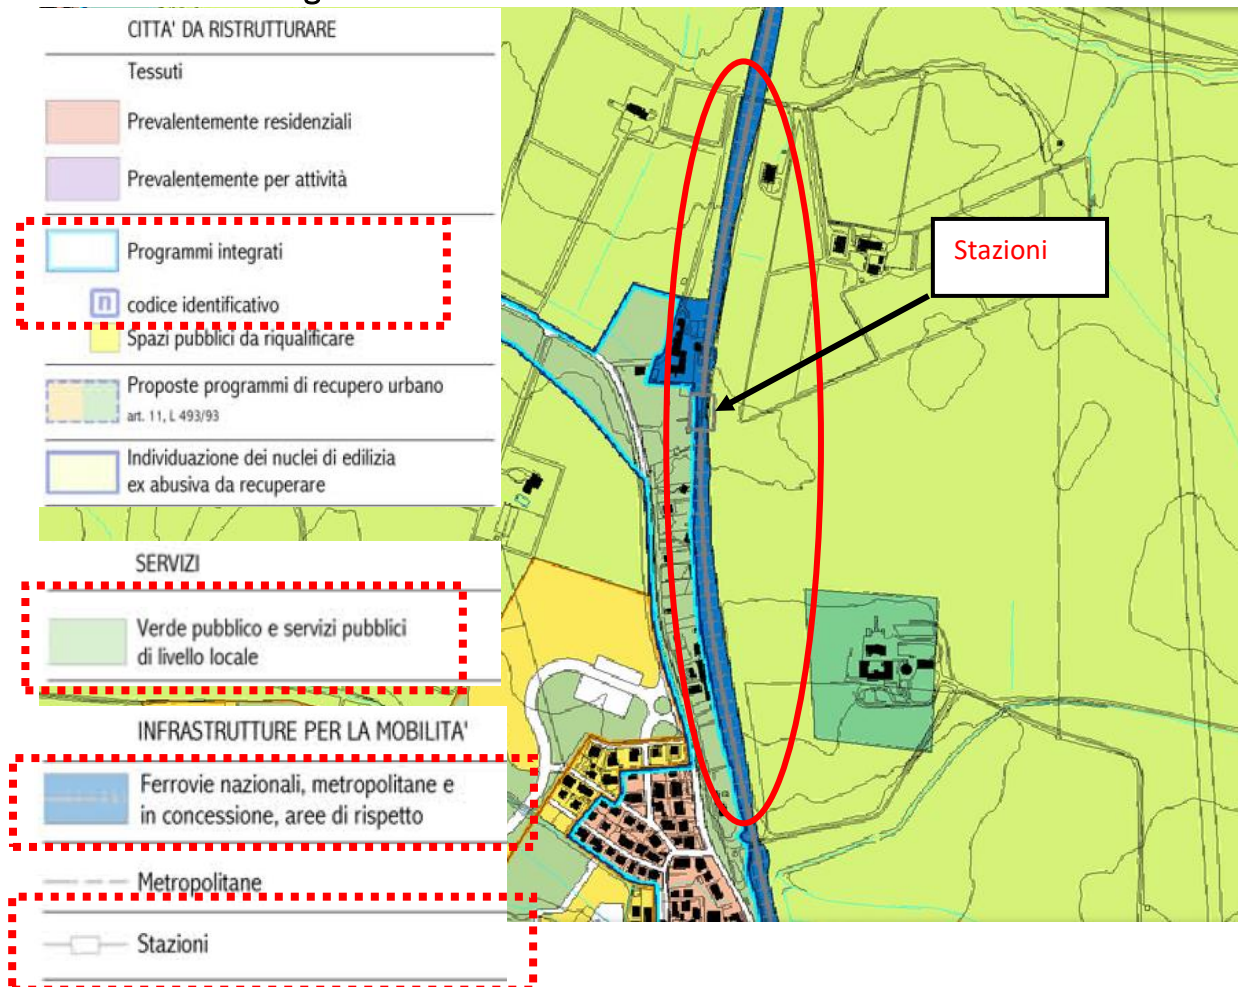 CITTA' DA RISTRUTTURARE
Tessuti
Prevalentemente residenziali
Prevalentemente per attività
Programmi integrati
n
codice identificativo
Spazi pubblici da riqualificare
Proposte programmi di recupero urbano
art. 11, L 493/93
Individuazione dei nuclei di edilizia
ex abusiva da recuperare
SERVIZI
Verde pubblico e servizi pubblici
di livello locale
INFRASTRUTTURE PER LA MOBILITA'
Ferrovie nazionali, metropolitane e
in concessione, aree di rispetto
Metropolitane
Stazioni
Stazioni